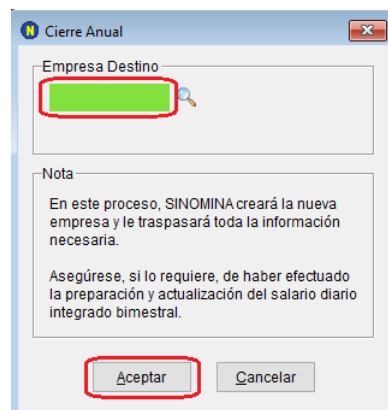 N Cierre Anual
Empresa Destino
Nota
En este proceso, SINOMINA creará la nueva
empresa y le traspasará toda la información
necesaria.
Asegúrese, si lo requiere, de haber efectuado
la preparación y actualización del salario diario
integrado bimestral.
Aceptar Cancelar